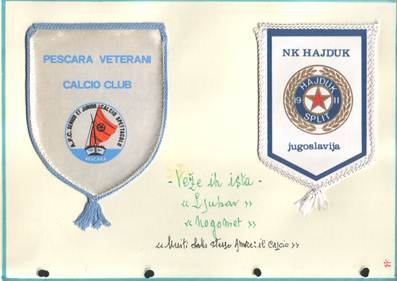 PESCARA VETERANI
CALCIO CLUB
PESCARA
NK HAJDUK
HAJDUK
19 11
SPLIT
jugoslavija
- Veže ih ista -
« Ljubav »
« Nogomet »
« Uniti dallo stesso Amore: il Calcio »